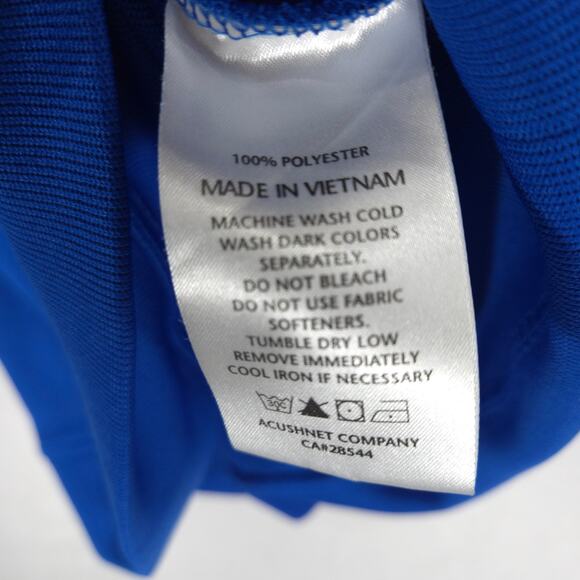 100% POLYESTER
MADE IN VIETNAM
MACHINE WASH COLD
WASH DARK COLORS
SEPARATELY.
DO NOT BLEACH
DO NOT USE FABRIC
SOFTENERS.
TUMBLE DRY LOW
REMOVE IMMEDIATELY
COOL IRON IF NECESSARY
30C
ACUSHNET COMPANY
CA#28544